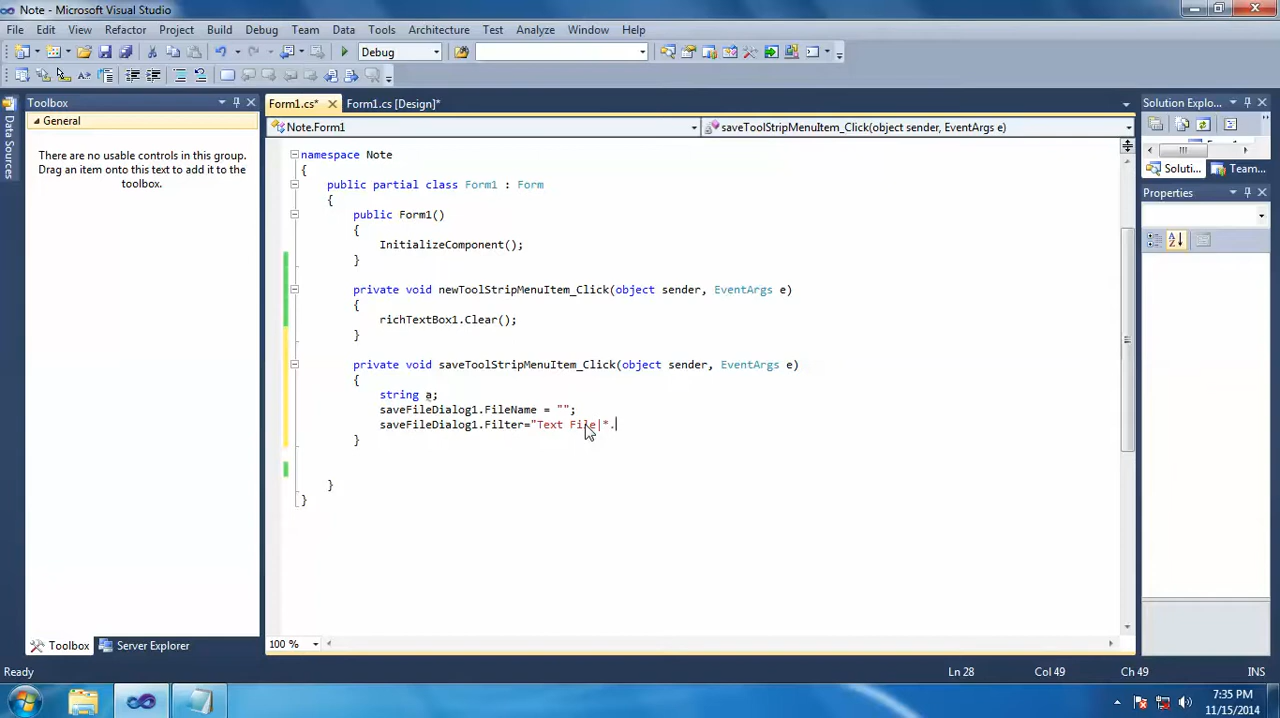 Note - Microsoft Visual Studio
File Edit View Refactor Project Build Debug Team Data Tools Architecture Test Analyze Window Help
Debug
Toolbox
Form1.cs* Form1.cs [Design]*
Solution Explo...
General
Note.Form1
saveToolStripMenuItem_Click(object sender, EventArgs e)
Data Sources
There are no usable controls in this group.
Drag an item onto this text to add it to the
toolbox.
Soluti... Team...
Properties
namespace Note
{
public partial class Form1 : Form
{
public Form1()
{
InitializeComponent();
}
private void newToolStripMenuItem_Click(object sender, EventArgs e)
{
richTextBox1.Clear();
}
private void saveToolStripMenuItem_Click(object sender, EventArgs e)
{
string a;
saveFileDialog1.FileName = "";
saveFileDialog1.Filter="Text File|*.
}
}
}
100 %
Toolbox Server Explorer
Ready
Ln 28 Col 49 Ch 49 INS
7:35 PM
11/15/2014